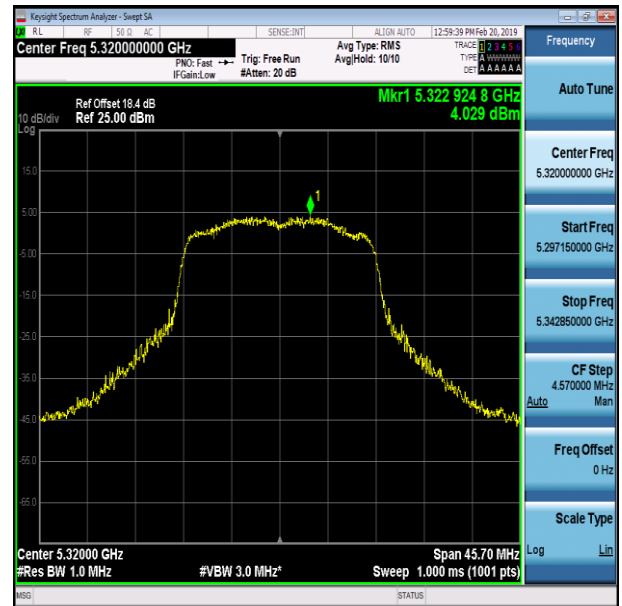 Keysight Spectrum Analyzer - Swept SA
LXI RL RF 50 Ω AC SENSE:INT ALIGN AUTO 12:59:39 PM Feb 20, 2019
Center Freq 5.320000000 GHz
Avg Type: RMS
TRACE 1 2 3 4 5 6
PNO: Fast
Trig: Free Run
Avg|Hold: 10/10
TYPE A WWWWW
IFGain:Low
#Atten: 20 dB
DET A A A A A A
Ref Offset 18.4 dB
Mkr1 5.322 924 8 GHz
10 dB/div Ref 25.00 dBm
4.029 dBm
Log
15.0
5.00
-5.00
-15.0
-25.0
-35.0
-45.0
-55.0
-65.0
1
Center 5.32000 GHz
Span 45.70 MHz
#Res BW 1.0 MHz
#VBW 3.0 MHz*
Sweep 1.000 ms (1001 pts)
MSG
STATUS
Frequency
Auto Tune
Center Freq
5.320000000 GHz
Start Freq
5.297150000 GHz
Stop Freq
5.342850000 GHz
CF Step
4.570000 MHz
Auto Man
Freq Offset
0 Hz
Scale Type
Log Lin